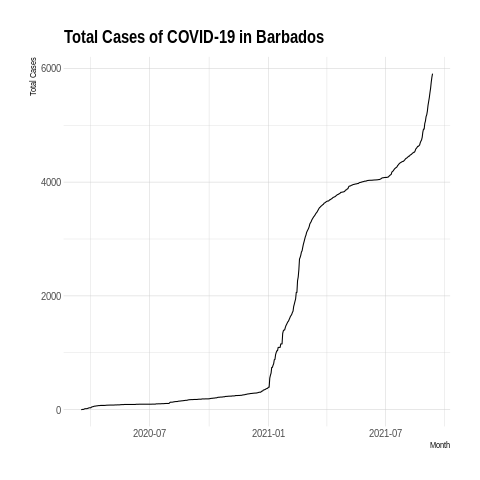 Total Cases of COVID-19 in Barbados
Total Cases
6000
4000
2000
0
2020-07
2021-01
2021-07
Month